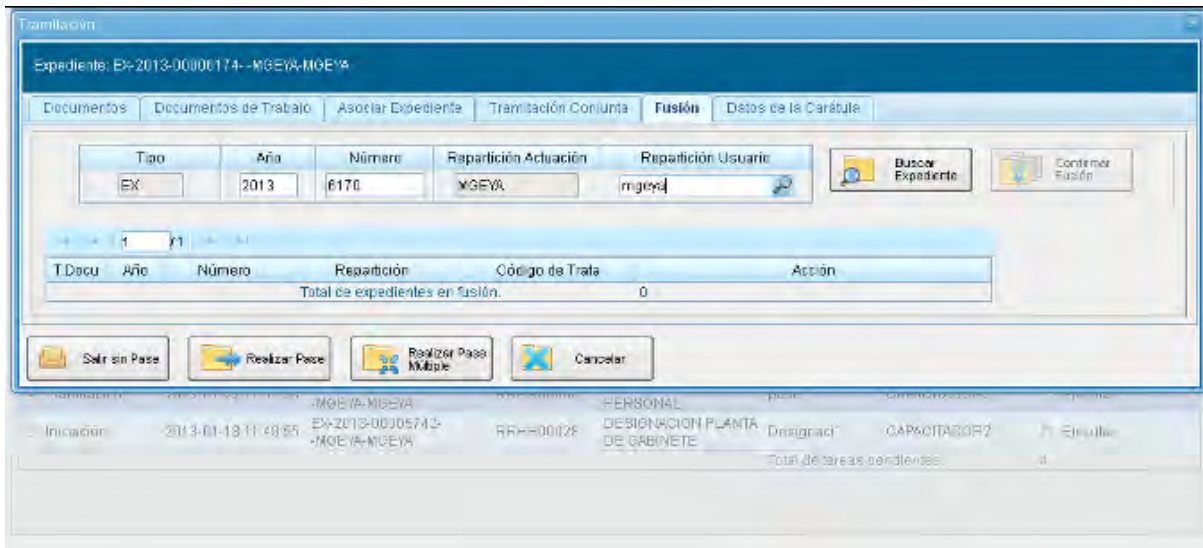 Tramitacion
Expediente: EX-2013-00006174- -MGEYA-MGEYA
Documentos Documentos de Trabajo Asociar Expediente Tramitación Conjunta Fusión Datos de la Carátula
Tipo Año Número Repartición Actuación Repartición Usuario
EX 2013 6170 MGEYA mgeya
Buscar Expediente
Confirmar Fusión
1 /1
T.Docu Año Número Repartición Código de Trata Acción
Total de expedientes en fusión. 0
Salir sin Pase Realizar Pase Realizar Pase Múltiple Cancelar
-MGEYA-MGEYA PERSONAL
Iniciación 2013-01-18 11:48:55 EX-2013-00005742- -MGEYA-MGEYA RRHH0002 DESIGNACION PLANTA DE GABINETE Designaci CAPACITADOR2 Ejecutar
Total de tareas pendientes